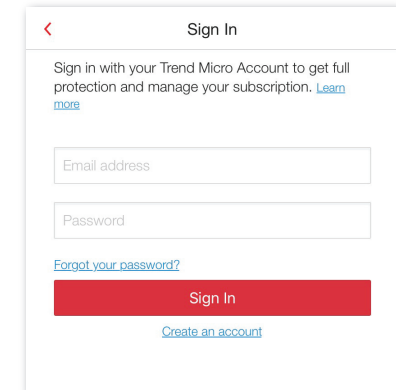 Sign In
Sign in with your Trend Micro Account to get full
protection and manage your subscription. Learn
more
Email address
Password
Forgot your password?
Sign In
Create an account